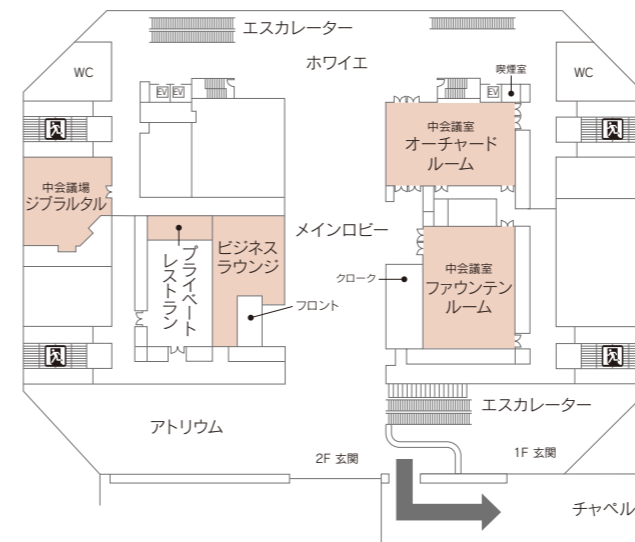 エスカレーター
ホワイエ
喫煙室
WC
WC
EV
EV
EV
中会議室
オーチャード
ルーム
中会議場
ジブラルタル
メインロビー
ビジネス
ラウンジ
プライベート
レストラン
中会議室
ファウンテン
ルーム
クローク
フロント
エスカレーター
アトリウム
2F 玄関
1F 玄関
チャペル